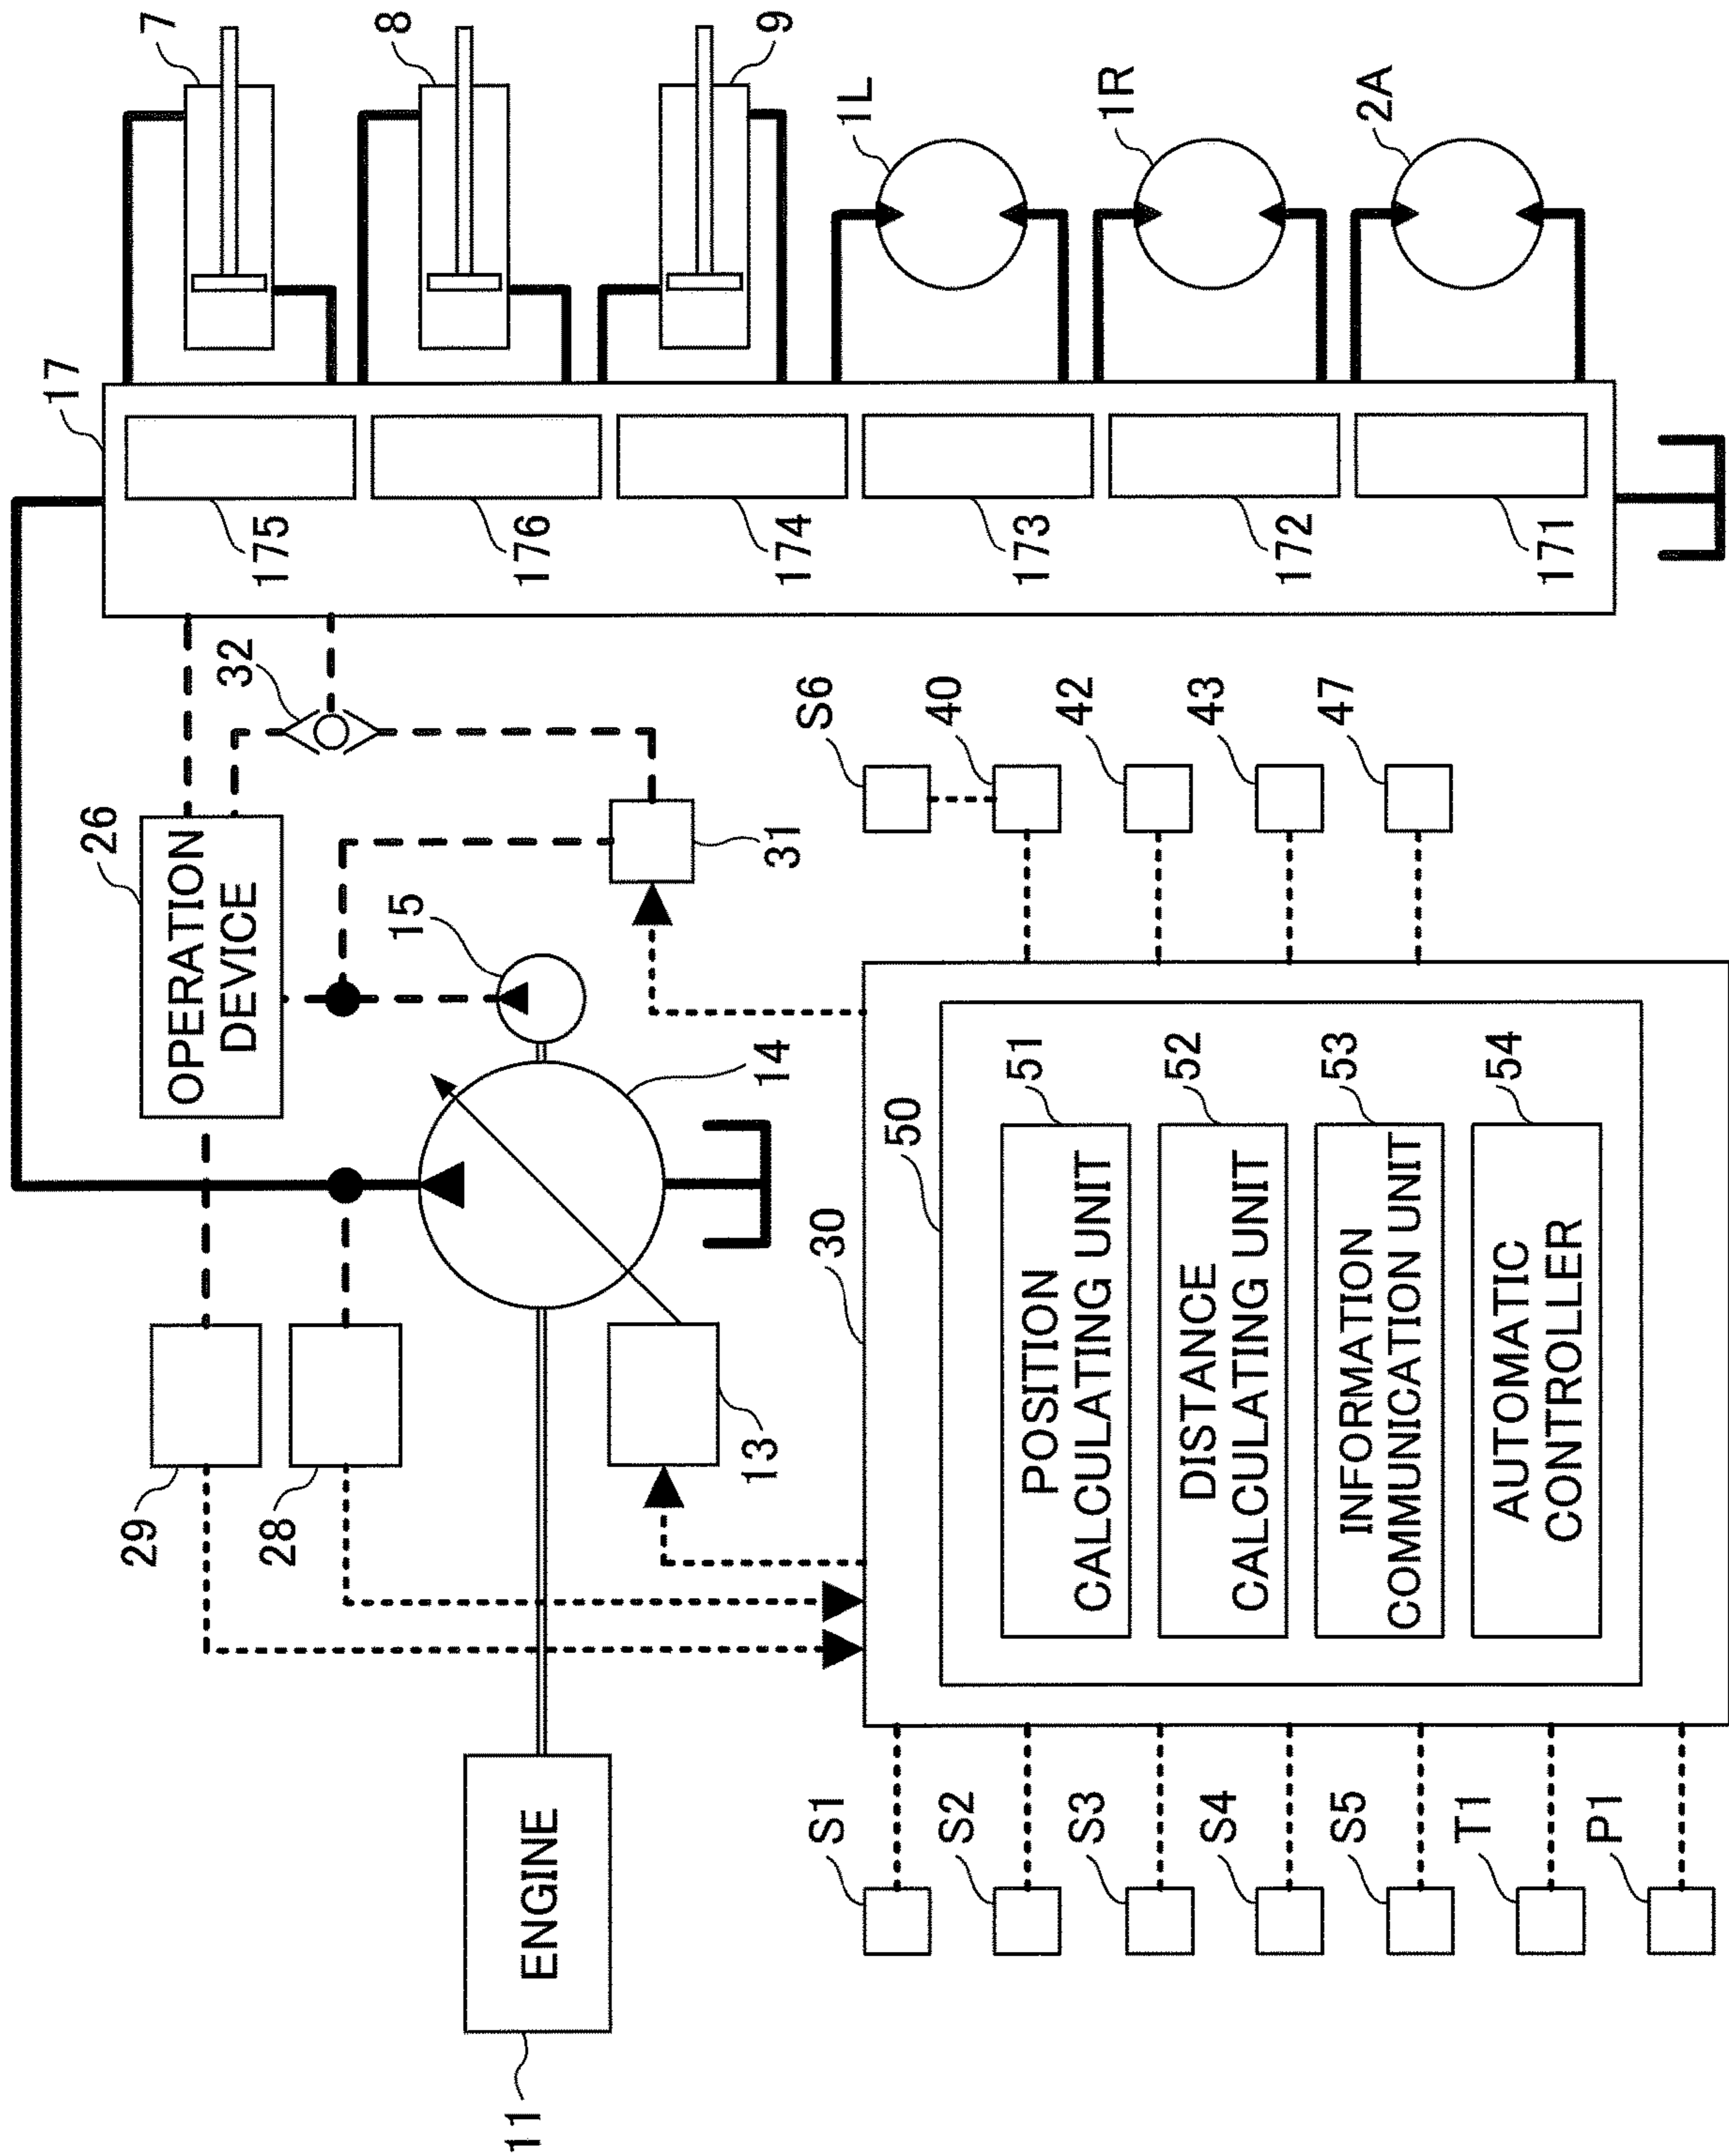 17
26
29
7
OPERATION
DEVICE
32
175
28
8
15
11
ENGINE
176
13
14
31
9
174
S1
30
S6
1L
50
S2
40
173
POSITION
CALCULATING UNIT
51
S3
42
1R
DISTANCE
CALCULATING UNIT
52
S4
43
172
INFORMATION
COMMUNICATION UNIT
53
S5
47
2A
T1
AUTOMATIC
CONTROLLER
54
171
P1